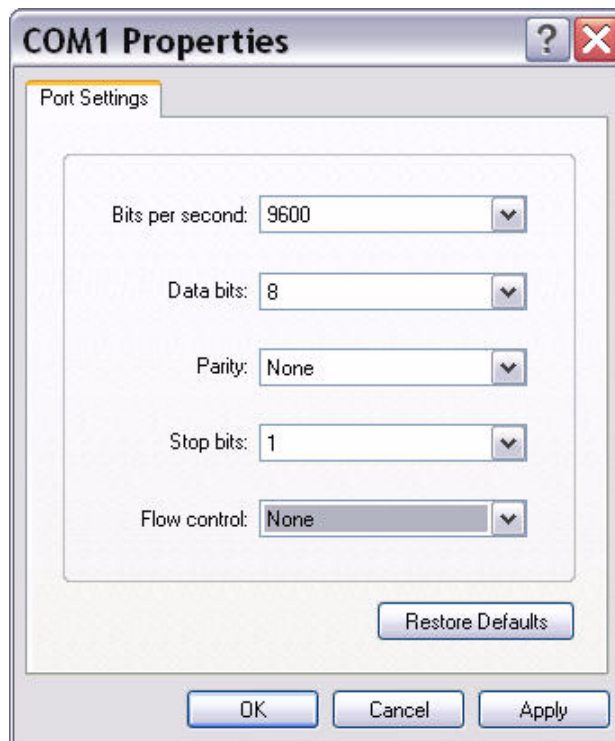 COM1 Properties
Port Settings
Bits per second: 9600
Data bits: 8
Parity: None
Stop bits: 1
Flow control: None
Restore Defaults
OK Cancel Apply